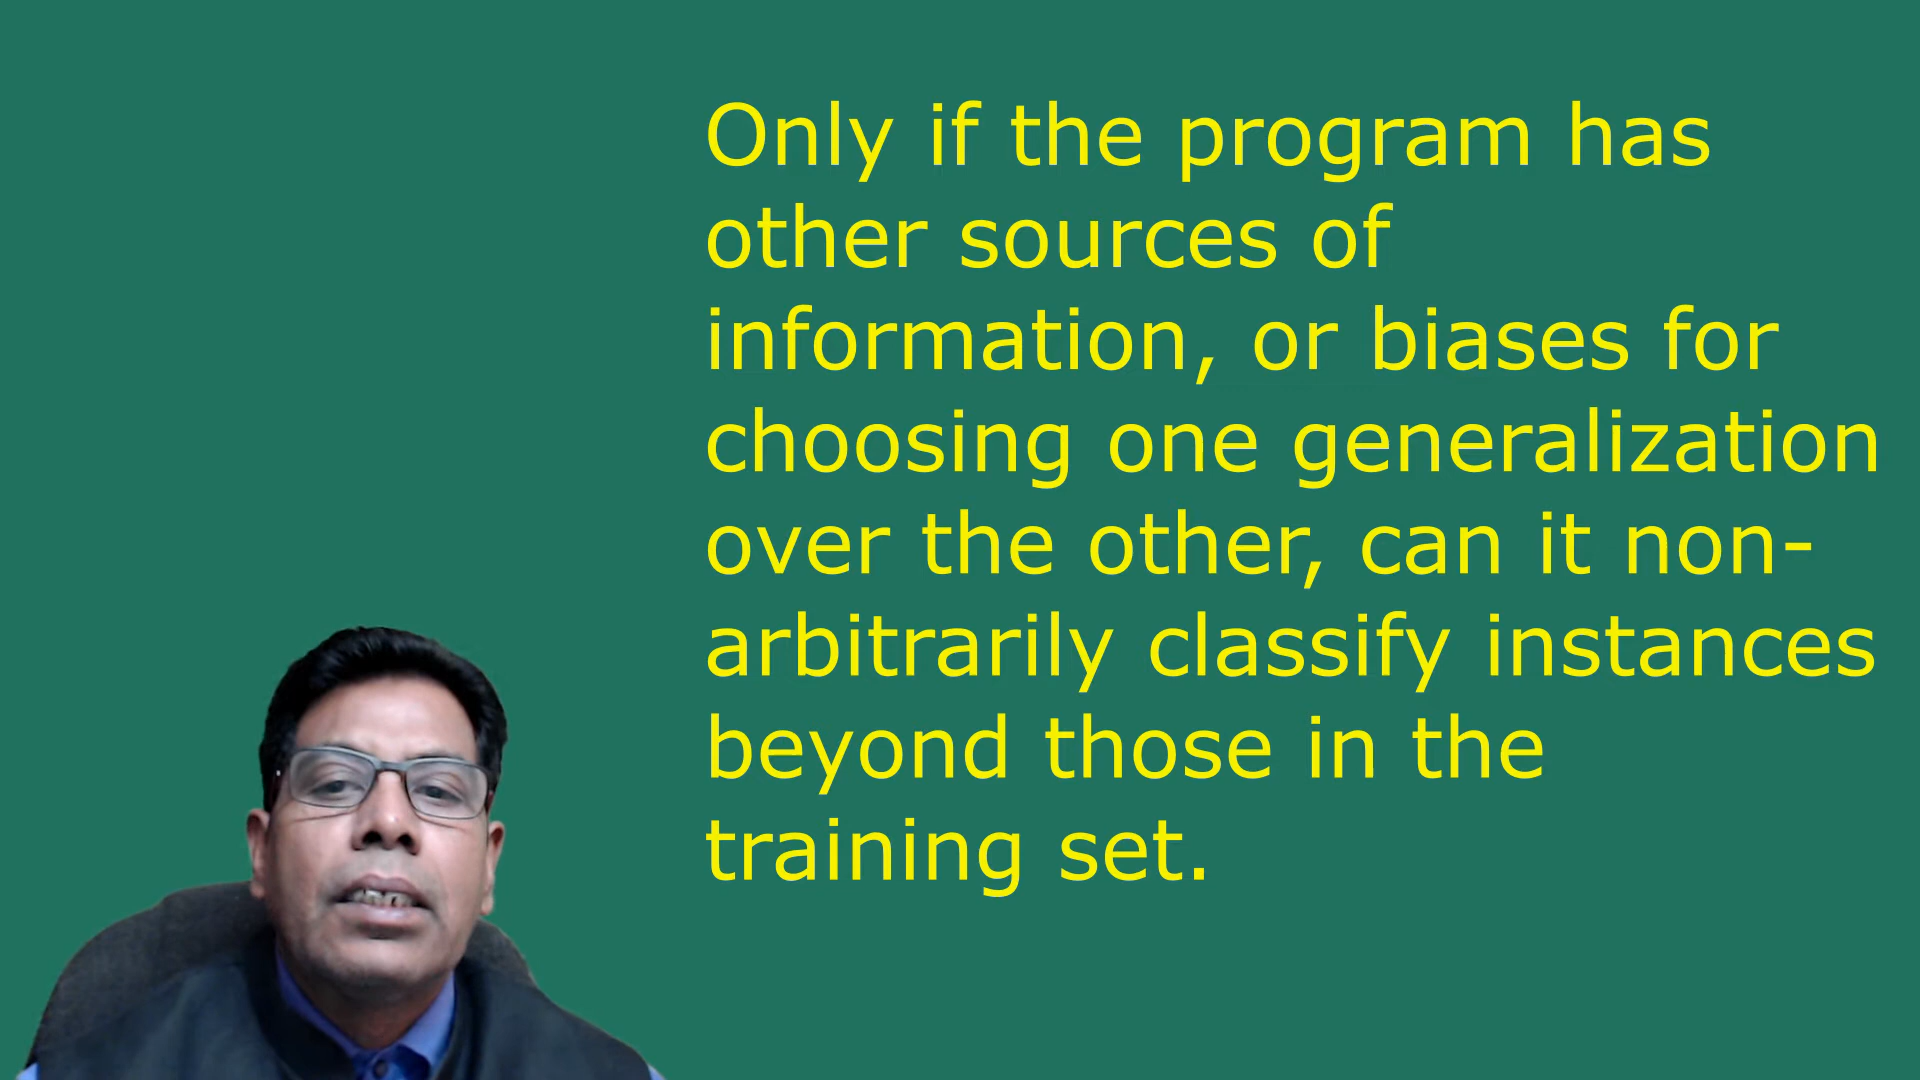 Only if the program has
other sources of
information, or biases for
choosing one generalization
over the other, can it non-
arbitrarily classify instances
beyond those in the
training set.